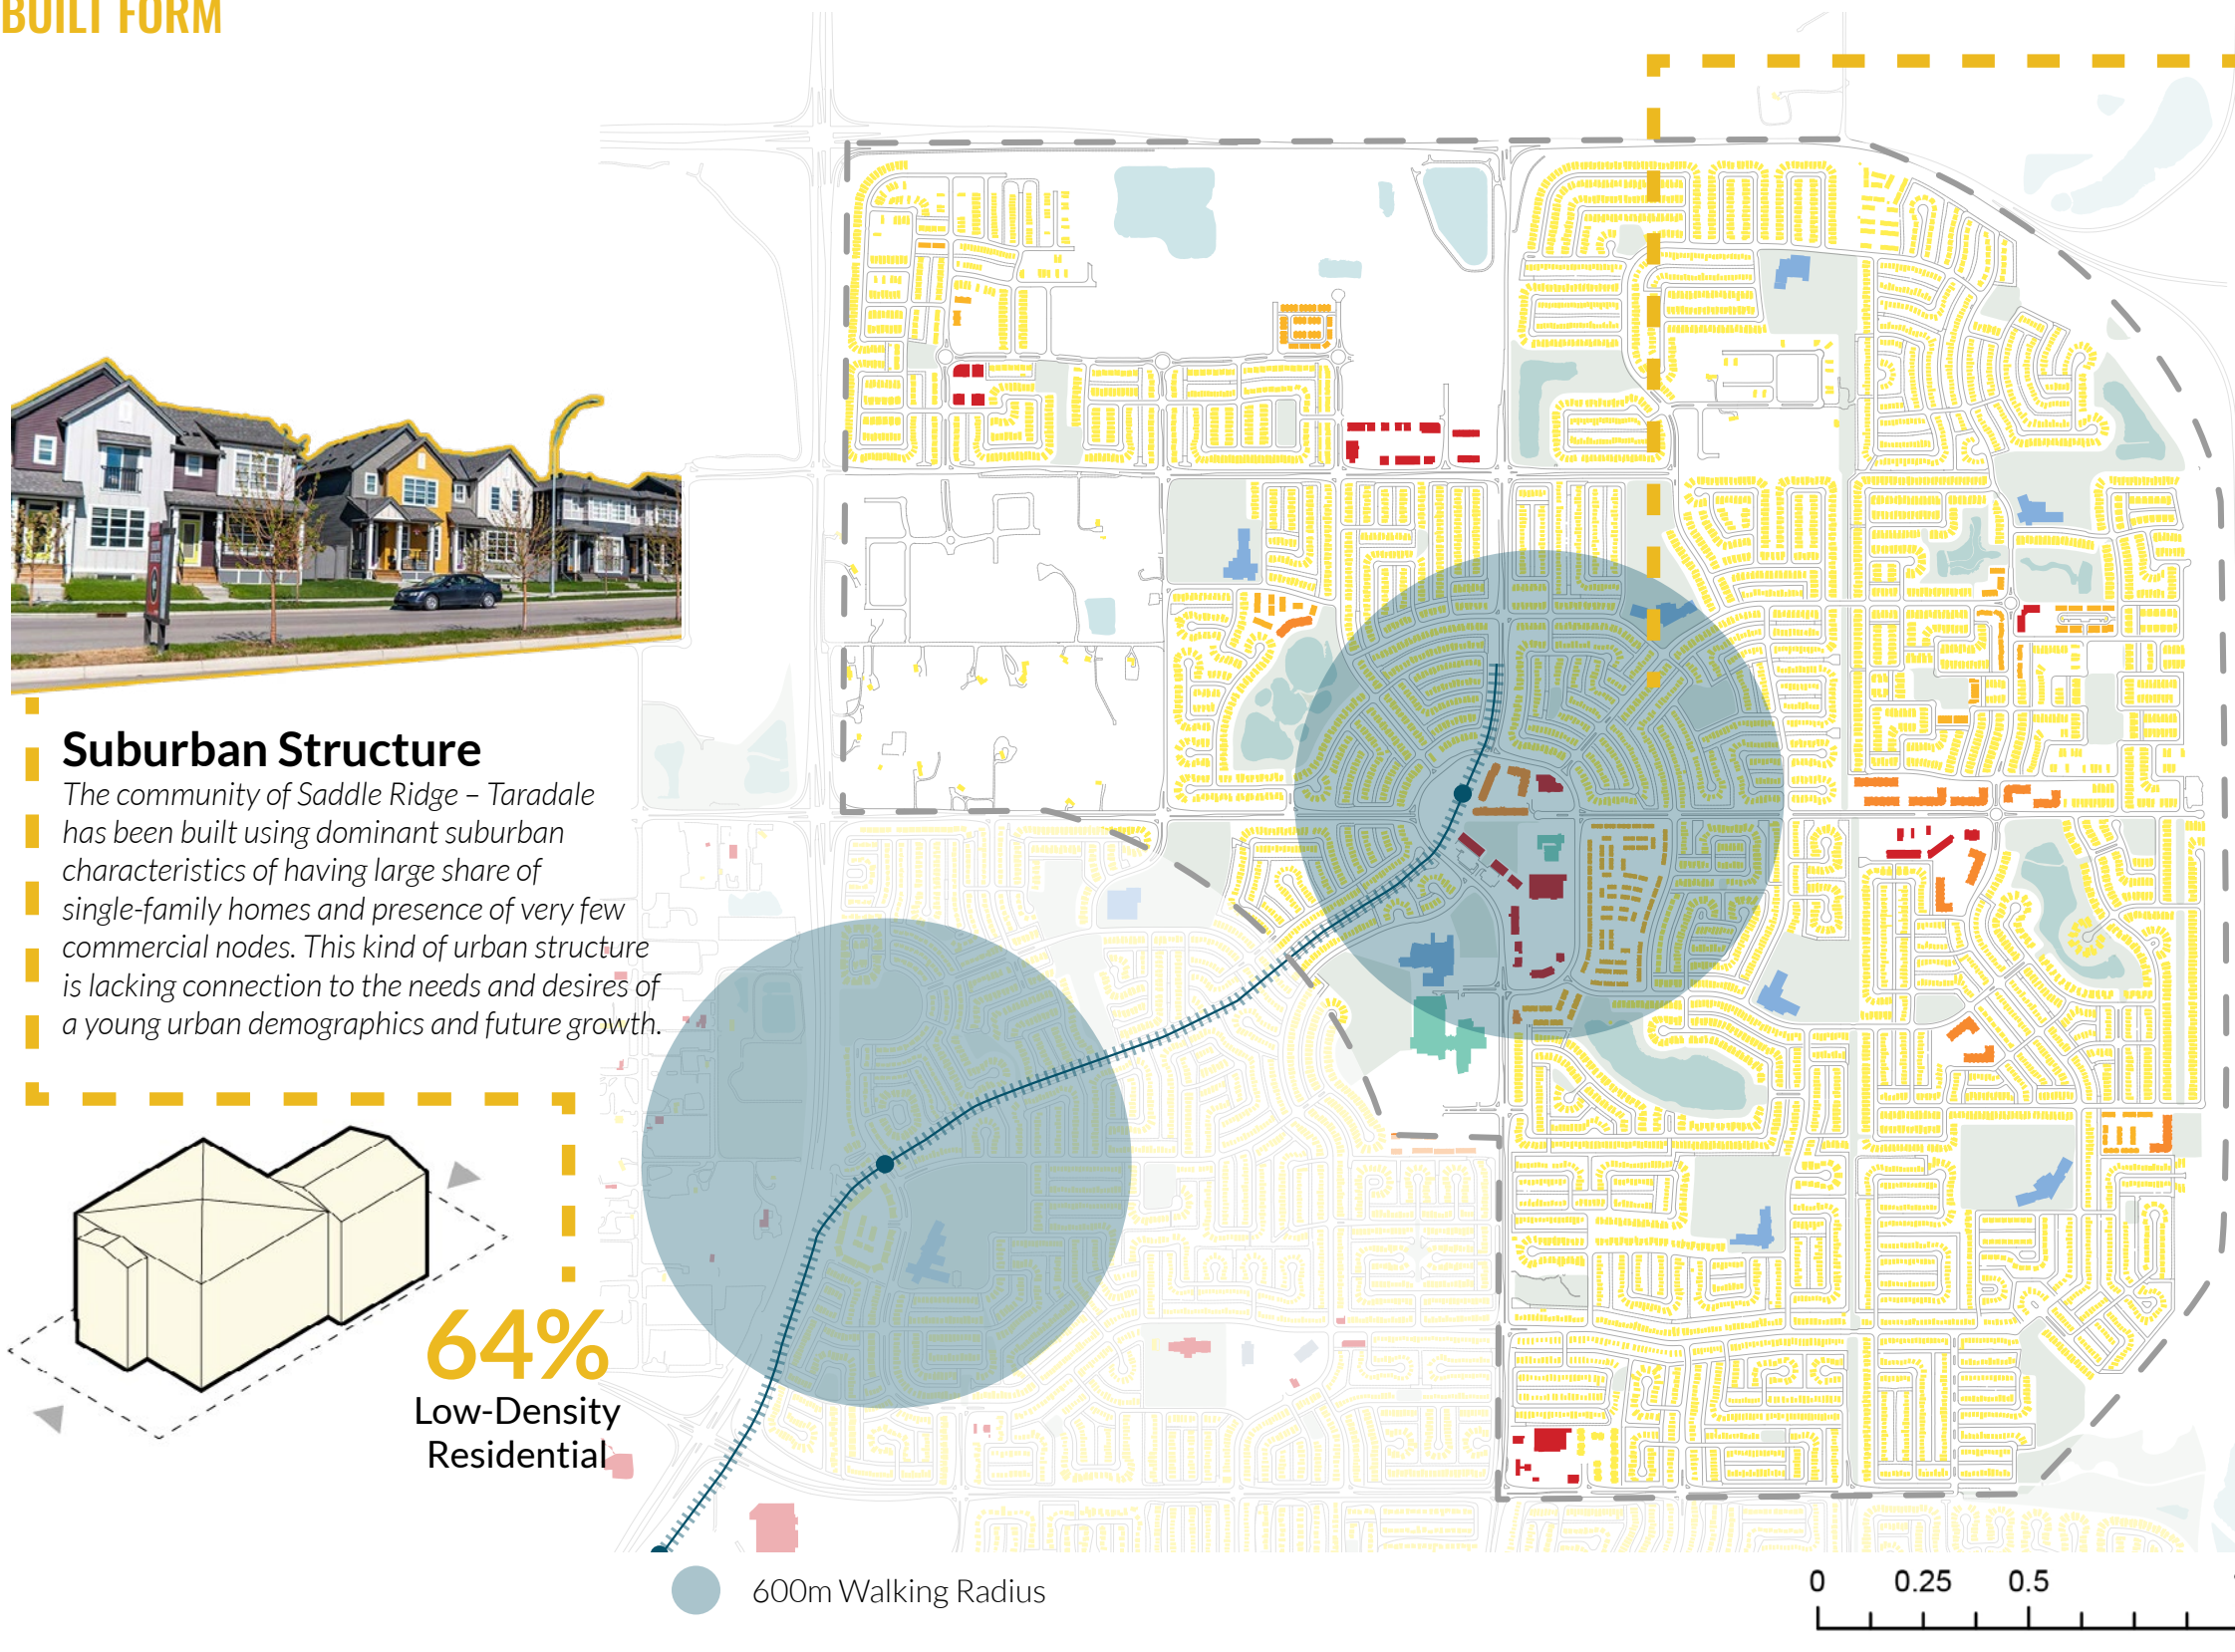 BUILT FORM
Suburban Structure
The community of Saddle Ridge – Taradale
has been built using dominant suburban
characteristics of having large share of
single-family homes and presence of very few
commercial nodes. This kind of urban structure
is lacking connection to the needs and desires of
a young urban demographics and future growth.
64%
Low-Density
Residential
600m Walking Radius
0 0.25 0.5